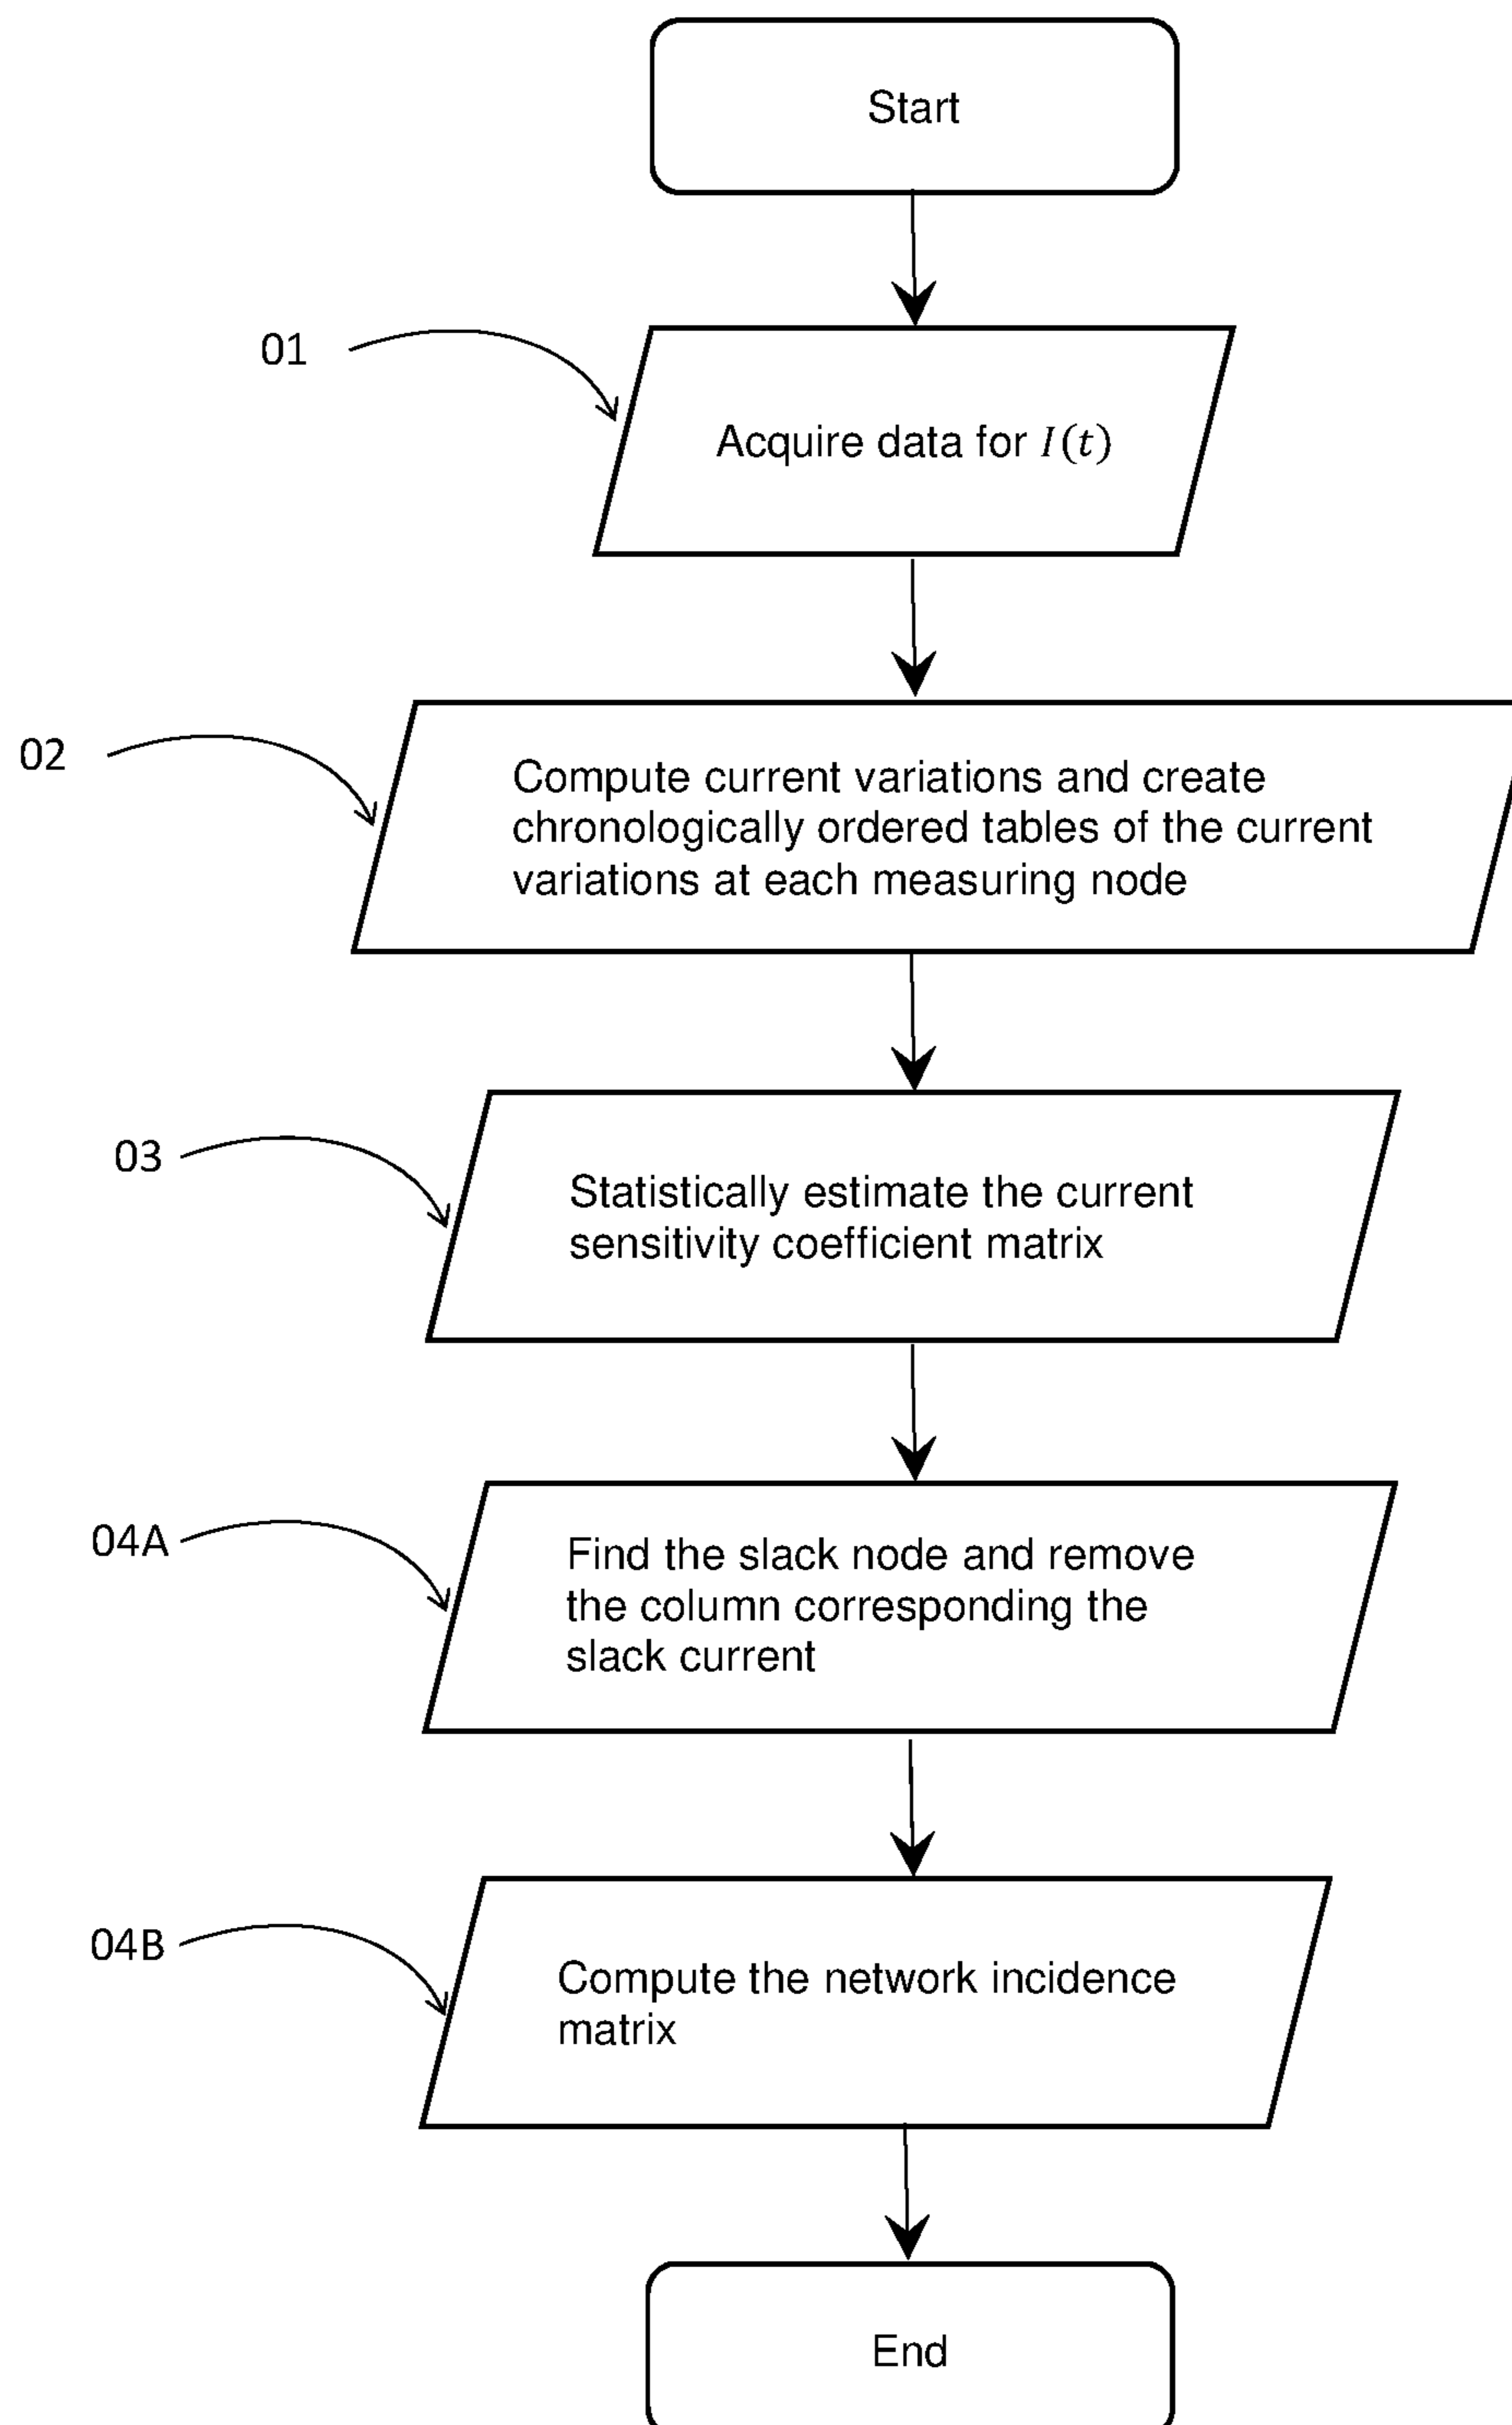 Start
01
Acquire data for I(t)
02
Compute current variations and create
chronologically ordered tables of the current
variations at each measuring node
03
Statistically estimate the current
sensitivity coefficient matrix
04A
Find the slack node and remove
the column corresponding the
slack current
04B
Compute the network incidence
matrix
End